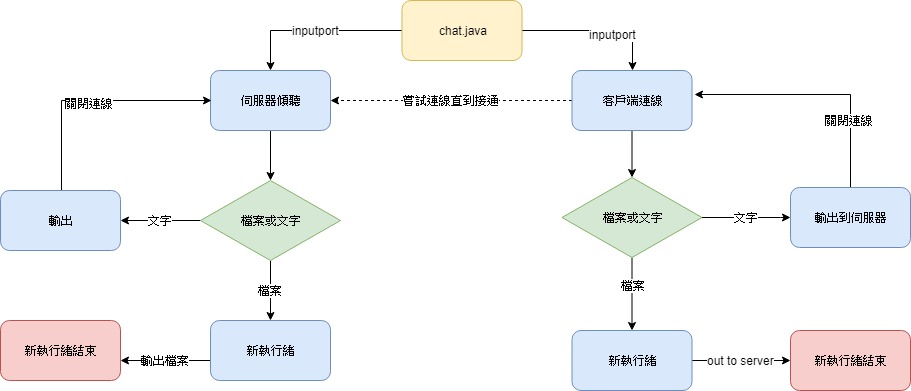 chat.java
inputport
inputport
伺服器傾聽
嘗試連線直到接通
客戶端連線
關閉連線
關閉連線
輸出
文字
檔案或文字
檔案或文字
文字
輸出到伺服器
檔案
檔案
新執行緒結束
輸出檔案
新執行緒
新執行緒
out to server
新執行緒結束